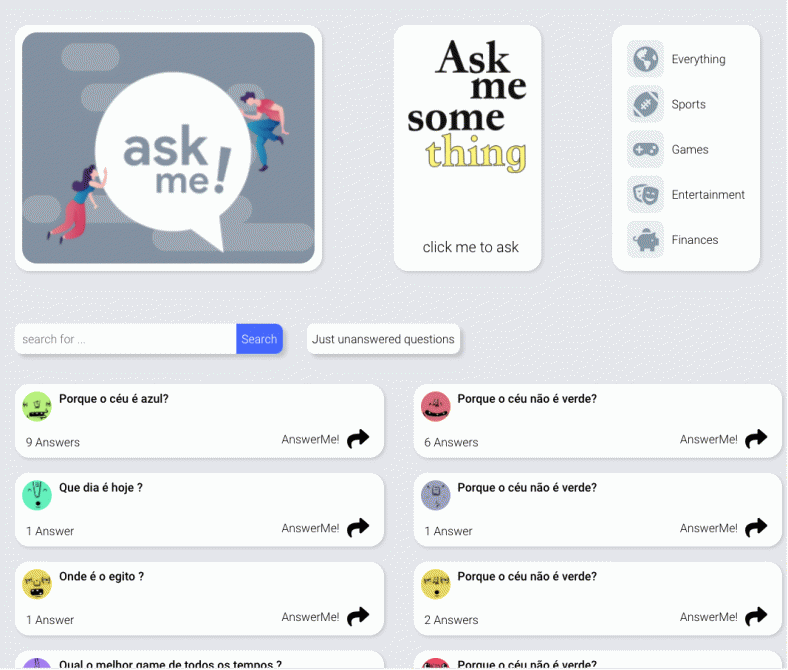 ask
me!
Ask
me
some
thing
click me to ask
Everything
Sports
Games
Entertainment
Finances
search for ...
Search
Just unanswered questions
Porque o céu é azul?
9 Answers
AnswerMe!
Porque o céu não é verde?
6 Answers
AnswerMe!
Que dia é hoje ?
1 Answer
AnswerMe!
Porque o céu não é verde?
1 Answer
AnswerMe!
Onde é o egito ?
1 Answer
AnswerMe!
Porque o céu não é verde?
2 Answers
AnswerMe!
Qual o melhor game de todos os tempos ?
Porque o céu não é verde?